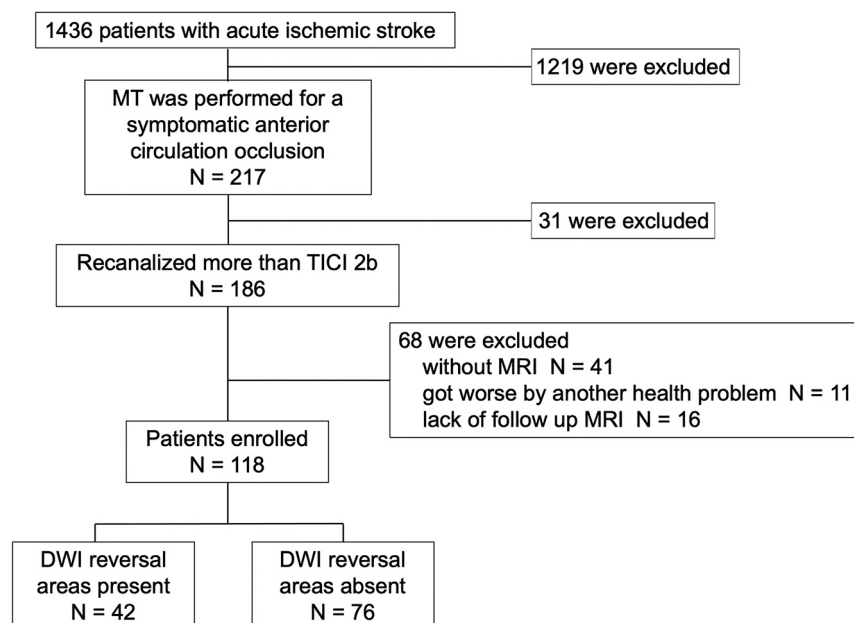 1436 patients with acute ischemic stroke
1219 were excluded
MT was performed for a
symptomatic anterior
circulation occlusion
N = 217
31 were excluded
Recanalized more than TICI 2b
N = 186
68 were excluded
without MRI  N = 41
got worse by another health problem  N = 11
lack of follow up MRI  N = 16
Patients enrolled
N = 118
DWI reversal
areas present
N = 42
DWI reversal
areas absent
N = 76